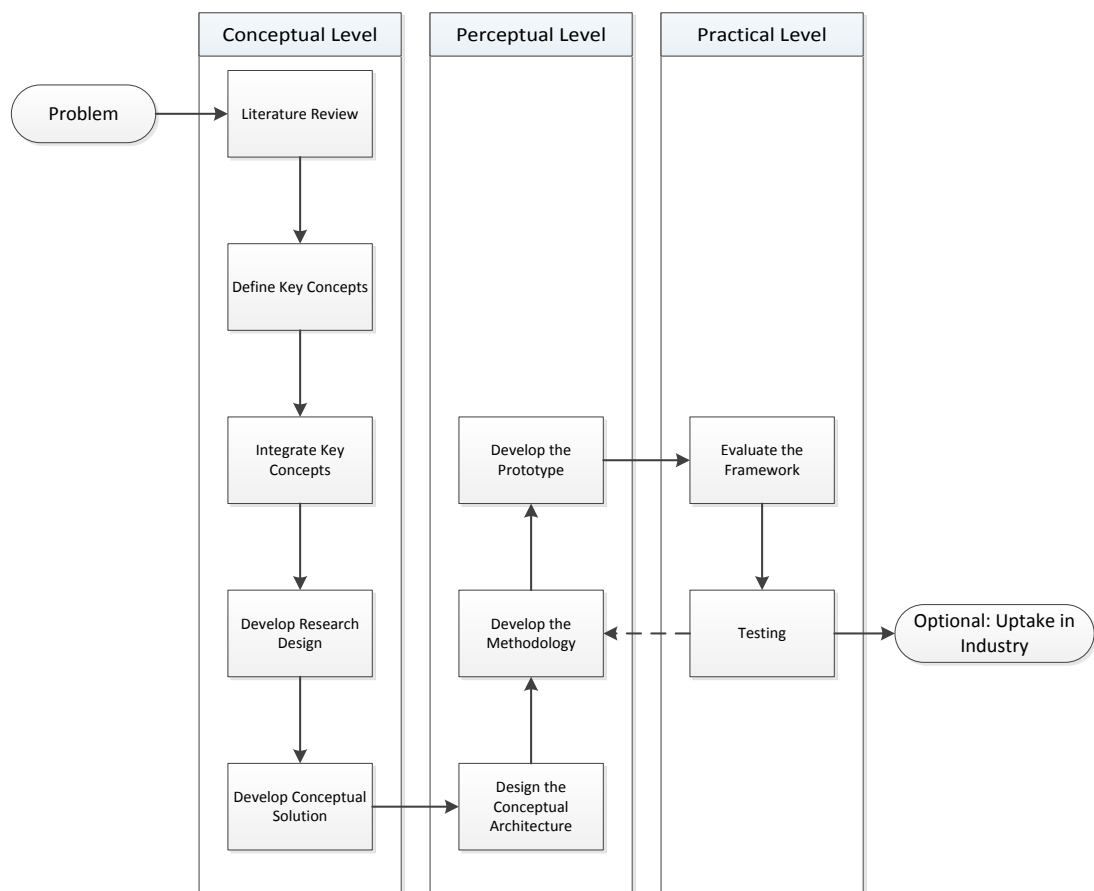 Conceptual Level
Perceptual Level
Practical Level
Problem
Literature Review
Define Key Concepts
Integrate Key
Concepts
Develop Research
Design
Develop Conceptual
Solution
Design the
Conceptual
Architecture
Develop the
Methodology
Develop the
Prototype
Evaluate the
Framework
Testing
Optional: Uptake in
Industry